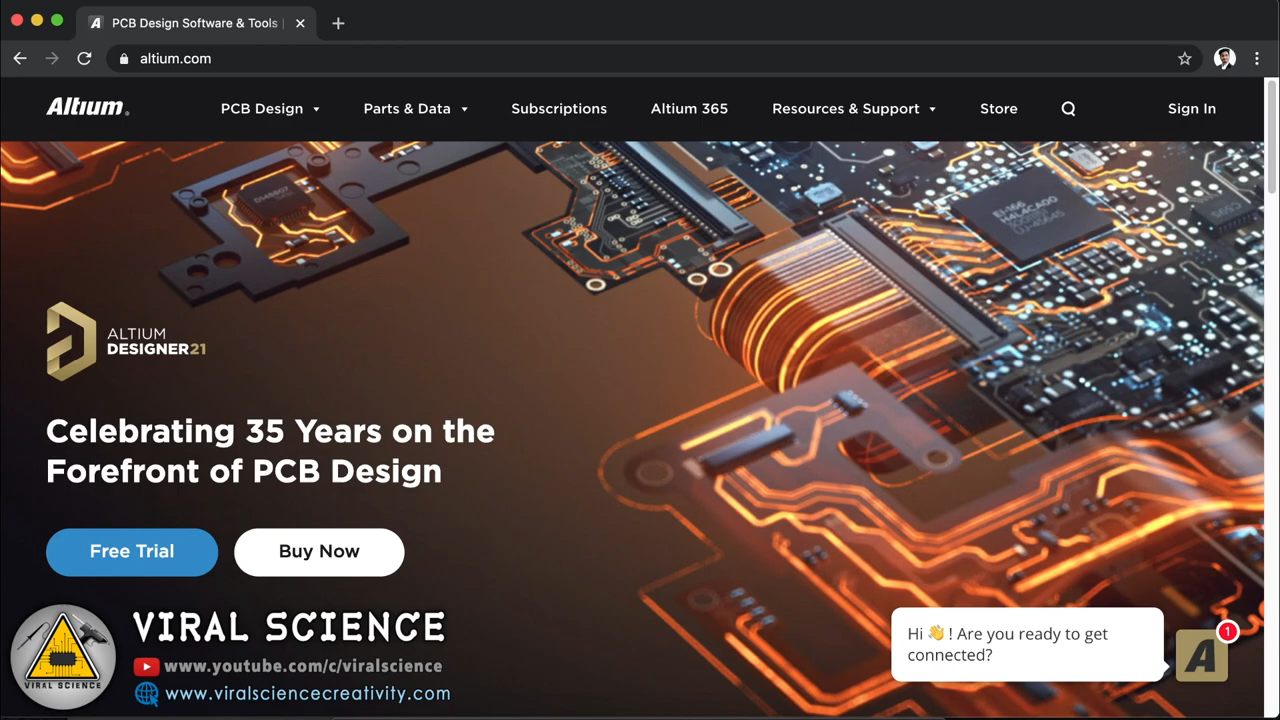 PCB Design Software & Tools |
altium.com
Altium
PCB Design
Parts & Data
Subscriptions
Altium 365
Resources & Support
Store
Sign In
ALTIUM
DESIGNER21
Celebrating 35 Years on the
Forefront of PCB Design
Free Trial
Buy Now
VIRAL SCIENCE
VIRAL SCIENCE
www.youtube.com/c/viralscience
www.viralsciencecreativity.com
Hi 👋 ! Are you ready to get
connected?
1